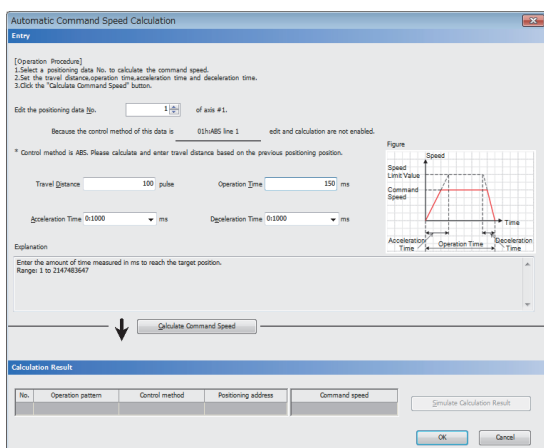 Automatic Command Speed Calculation
Entry
[Operation Procedure]
1.Select a positioning data No. to calculate the command speed.
2.Set the travel distance,operation time,acceleration time and deceleration time.
3.Click the "Calculate Command Speed" button.
Edit the positioning data No. 1 of axis #1.
Because the control method of this data is 01h:ABS line 1 edit and calculation are not enabled.
* Control method is ABS. Please calculate and enter travel distance based on the previous positioning position.
Travel Distance 100 pulse Operation Time 150 ms
Acceleration Time 0:1000 ms Deceleration Time 0:1000 ms
Figure
Speed
Speed
Limit Value
Command
Speed
Time
Acceleration
Time
Operation Time
Deceleration
Time
Explanation
Enter the amount of time measured in ms to reach the target position.
Range: 1 to 2147483647
Calculate Command Speed
Calculation Result
No. Operation pattern Control method Positioning address Command speed
Simulate Calculation Result
OK Cancel